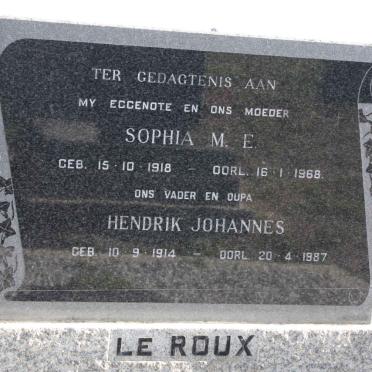 TER GEDAGTENIS AAN
MY EGGENOTE EN ONS MOEDER
SOPHIA M. E.
GEB. 15·10·1918 – OORL. 16·1·1968.
ONS VADER EN OUPA
HENDRIK JOHANNES
GEB. 10·9·1914 – OORL. 20·4·1987
LE ROUX